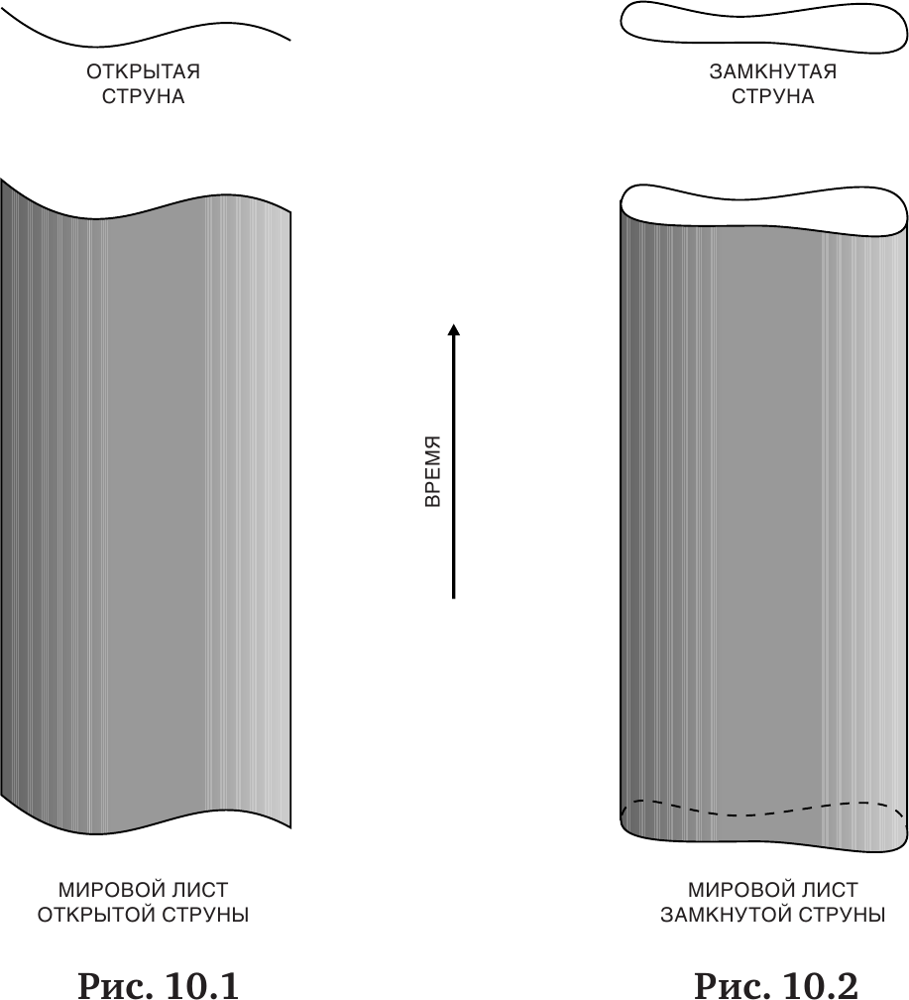 ОТКРЫТАЯ
СТРУНА
ЗАМКНУТАЯ
СТРУНА
ВРЕМЯ
МИРОВОЙ ЛИСТ
ОТКРЫТОЙ СТРУНЫ
МИРОВОЙ ЛИСТ
ЗАМКНУТОЙ СТРУНЫ
Рис. 10.1
Рис. 10.2